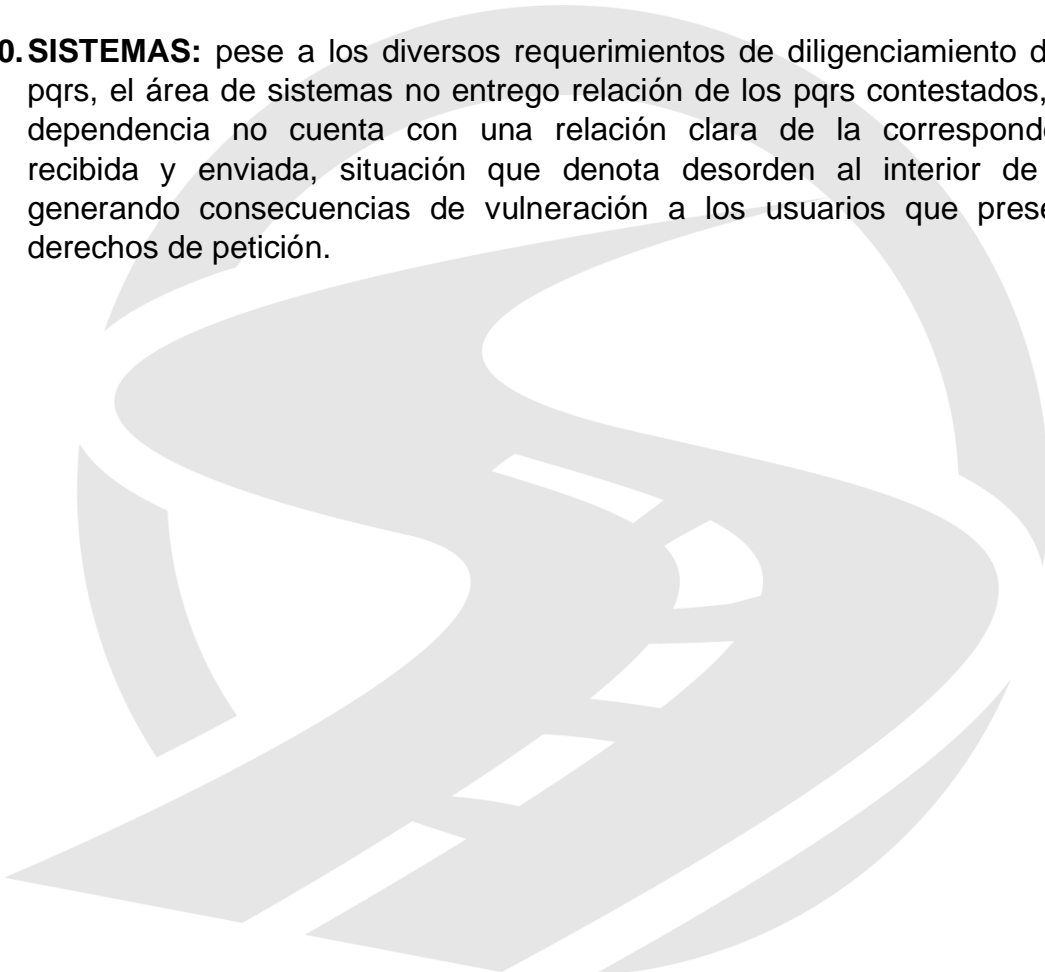 0. SISTEMAS: pese a los diversos requerimientos de diligenciamiento d
pqrs, el área de sistemas no entrego relación de los pqrs contestados,
dependencia no cuenta con una relación clara de la correspond
recibida y enviada, situación que denota desorden al interior de
generando consecuencias de vulneración a los usuarios que prese
derechos de petición.